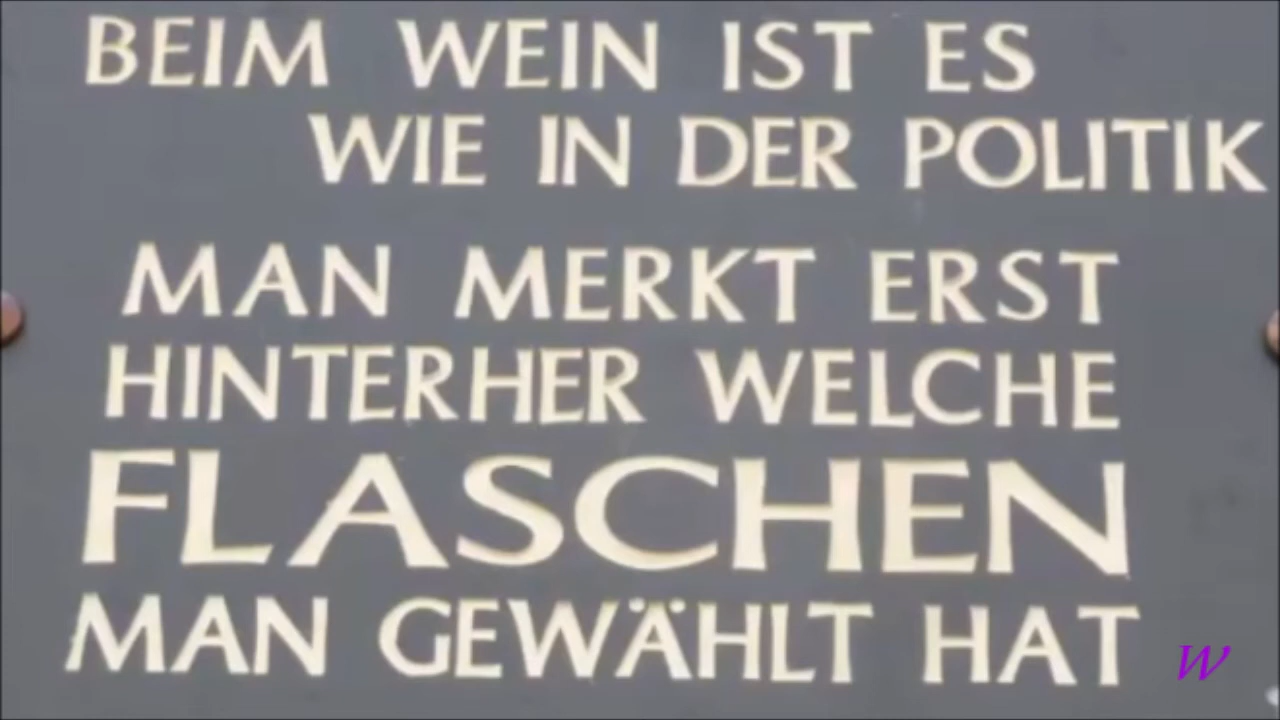 BEIM WEIN IST ES
WIE IN DER POLITIK
MAN MERKT ERST
HINTERHER WELCHE
FLASCHEN
MAN GEWÄHLT HAT
W